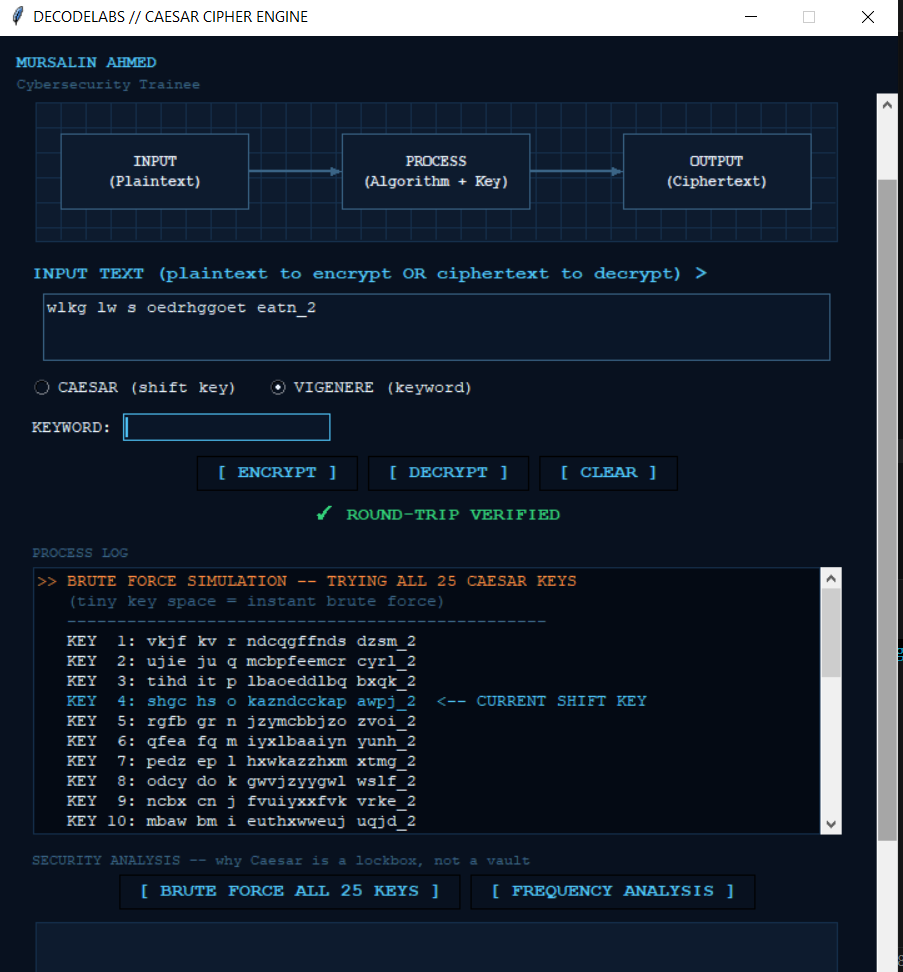 DECODELABS // CAESAR CIPHER ENGINE
MURSALIN AHMED
Cybersecurity Trainee
INPUT
(Plaintext)
PROCESS
(Algorithm + Key)
OUTPUT
(Ciphertext)
INPUT TEXT (plaintext to encrypt OR ciphertext to decrypt) >
wlkg lw s oedrhggoet eatn_2
CAESAR (shift key) VIGENERE (keyword)
KEYWORD:
[ ENCRYPT ] [ DECRYPT ] [ CLEAR ]
✓ ROUND-TRIP VERIFIED
PROCESS LOG
>> BRUTE FORCE SIMULATION -- TRYING ALL 25 CAESAR KEYS
(tiny key space = instant brute force)
------------------------------------------------
KEY 1: vkjf kv r ndcqgffnds dzsm_2
KEY 2: ujie ju q mcbpfeemcr cyrl_2
KEY 3: tihd it p lbaoeddlbq bxqk_2
KEY 4: shgc hs o kazndcckap awpj_2 <-- CURRENT SHIFT KEY
KEY 5: rgfb gr n jzymcbbjzo zvoi_2
KEY 6: qfea fq m iyxlbaaiyn yunh_2
KEY 7: pedz ep l hxwkazzhxm xtmg_2
KEY 8: odcy do k gwvjzyygwl wslf_2
KEY 9: ncbx cn j fvuiyxxfvk vrke_2
KEY 10: mbaw bm i euthxwweuj uqjd_2
SECURITY ANALYSIS -- why Caesar is a lockbox, not a vault
[ BRUTE FORCE ALL 25 KEYS ] [ FREQUENCY ANALYSIS ]